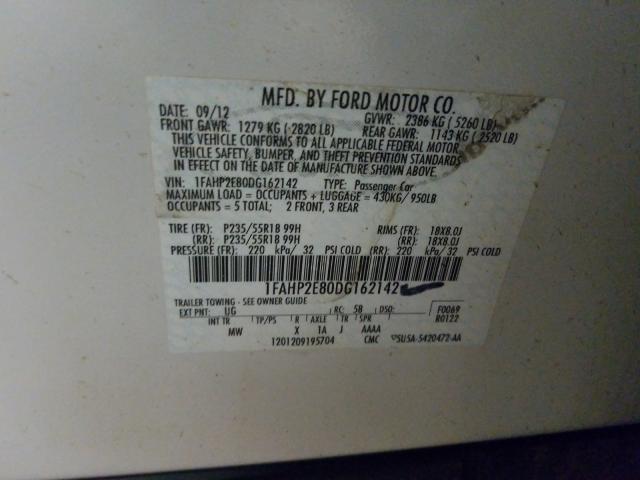 MFD. BY FORD MOTOR CO.
DATE: 09/12 GVWR: 2386 KG ( 5260 LB)
FRONT GAWR: 1279 KG ( 2820 LB) REAR GAWR: 1143 KG ( 2520 LB)
THIS VEHICLE CONFORMS TO ALL APPLICABLE FEDERAL MOTOR
VEHICLE SAFETY, BUMPER, AND THEFT PREVENTION STANDARDS
IN EFFECT ON THE DATE OF MANUFACTURE SHOWN ABOVE.
VIN: 1FAHP2E80DG162142 TYPE: Passenger Car
MAXIMUM LOAD = OCCUPANTS + LUGGAGE = 430KG/ 950LB
OCCUPANTS = 5 TOTAL; 2 FRONT, 3 REAR
TIRE (FR): P235/55R18 99H RIMS (FR): 18X8.0J
(RR): P235/55R18 99H (RR): 18X8.0J
PRESSURE (FR): 220 kPa/ 32 PSI COLD (RR): 220 kPa/ 32 PSI COLD
1FAHP2E80DG162142
TRAILER TOWING - SEE OWNER GUIDE
EXT PNT: UG RC: 58 DSO: F0069
INT TR TP/PS R AXLE TR SPR R0122
MW X 1A J AAAA
1201209195704 CMC 5U5A-5420472-AA